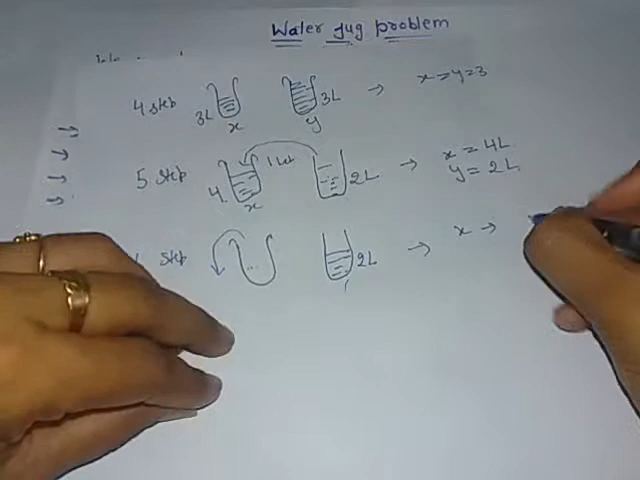 Water Jug problem
4 step 3L x 3L y → x = y = 3
5 step 4 x 1 lit 2L → x = 4L
y = 2L
step 2L → x →